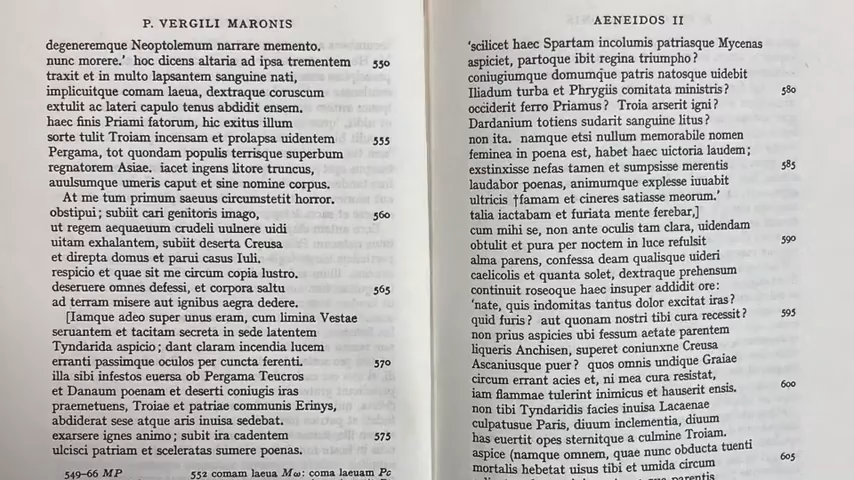 P. VERGILI MARONIS
degeneremque Neoptolemum narrare memento.
nunc morere.' hoc dicens altaria ad ipsa trementem 550
traxit et in multo lapsantem sanguine nati,
implicuitque comam laeua, dextraque coruscum
extulit ac lateri capulo tenus abdidit ensem.
haec finis Priami fatorum, hic exitus illum
sorte tulit Troiam incensam et prolapsa uidentem 555
Pergama, tot quondam populis terrisque superbum
regnatorem Asiae. iacet ingens litore truncus,
auulsumque umeris caput et sine nomine corpus.
At me tum primum saeuus circumstetit horror.
obstipui; subiit cari genitoris imago, 560
ut regem aequaeuum crudeli uulnere uidi
uitam exhalantem, subiit deserta Creusa
et direpta domus et parui casus Iuli.
respicio et quae sit me circum copia lustro.
deseruere omnes defessi, et corpora saltu 565
ad terram misere aut ignibus aegra dedere.
[Iamque adeo super unus eram, cum limina Vestae
seruantem et tacitam secreta in sede latentem
Tyndarida aspicio; dant claram incendia lucem
erranti passimque oculos per cuncta ferenti. 570
illa sibi infestos euersa ob Pergama Teucros
et Danaum poenam et deserti coniugis iras
praemetuens, Troiae et patriae communis Erinys,
abdiderat sese atque aris inuisa sedebat.
exarsere ignes animo; subit ira cadentem 575
ulcisci patriam et sceleratas sumere poenas.
549–66 MP 552 comam laeua Mω: coma laeuam Pc
AENEIDOS II
'scilicet haec Spartam incolumis patriasque Mycenas
aspiciet, partoque ibit regina triumpho?
coniugiumque domumque patris natosque uidebit
Iliadum turba et Phrygiis comitata ministris? 580
occiderit ferro Priamus? Troia arserit igni?
Dardanium totiens sudarit sanguine litus?
non ita. namque etsi nullum memorabile nomen
feminea in poena est, habet haec uictoria laudem;
exstinxisse nefas tamen et sumpsisse merentis 585
laudabor poenas, animumque explesse iuuabit
ultricis †famam et cineres satiasse meorum.'
talia iactabam et furiata mente ferebar,]
cum mihi se, non ante oculis tam clara, uidendam
obtulit et pura per noctem in luce refulsit 590
alma parens, confessa deam qualisque uideri
caelicolis et quanta solet, dextraque prehensum
continuit roseoque haec insuper addidit ore:
'nate, quis indomitas tantus dolor excitat iras?
quid furis? aut quonam nostri tibi cura recessit? 595
non prius aspicies ubi fessum aetate parentem
liqueris Anchisen, superet coniunxne Creusa
Ascaniusque puer? quos omnis undique Graiae
circum errant acies et, ni mea cura resistat,
iam flammae tulerint inimicus et hauserit ensis. 600
non tibi Tyndaridis facies inuisa Lacaenae
culpatusue Paris, diuum inclementia, diuum
has euertit opes sternitque a culmine Troiam.
aspice (namque omnem, quae nunc obducta tuenti
mortalis hebetat uisus tibi et umida circum 605
parentis